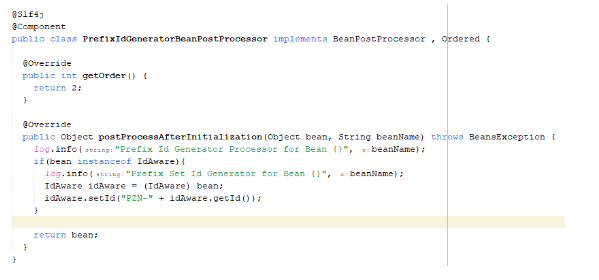 @Slf4j
@Component
public class PrefixIdGeneratorBeanPostProcessor implements BeanPostProcessor , Ordered {
@Override
public int getOrder() {
return 2;
}
@Override
public Object postProcessAfterInitialization(Object bean, String beanName) throws BeansException {
log.info( string: "Prefix Id Generator Processor for Bean {}", o: beanName);
if(bean instanceof IdAware){
log.info( string: "Prefix Set Id Generator for Bean {}", o: beanName);
IdAware idAware = (IdAware) bean;
idAware.setId("PZN-" + idAware.getId());
}
return bean;
}
}